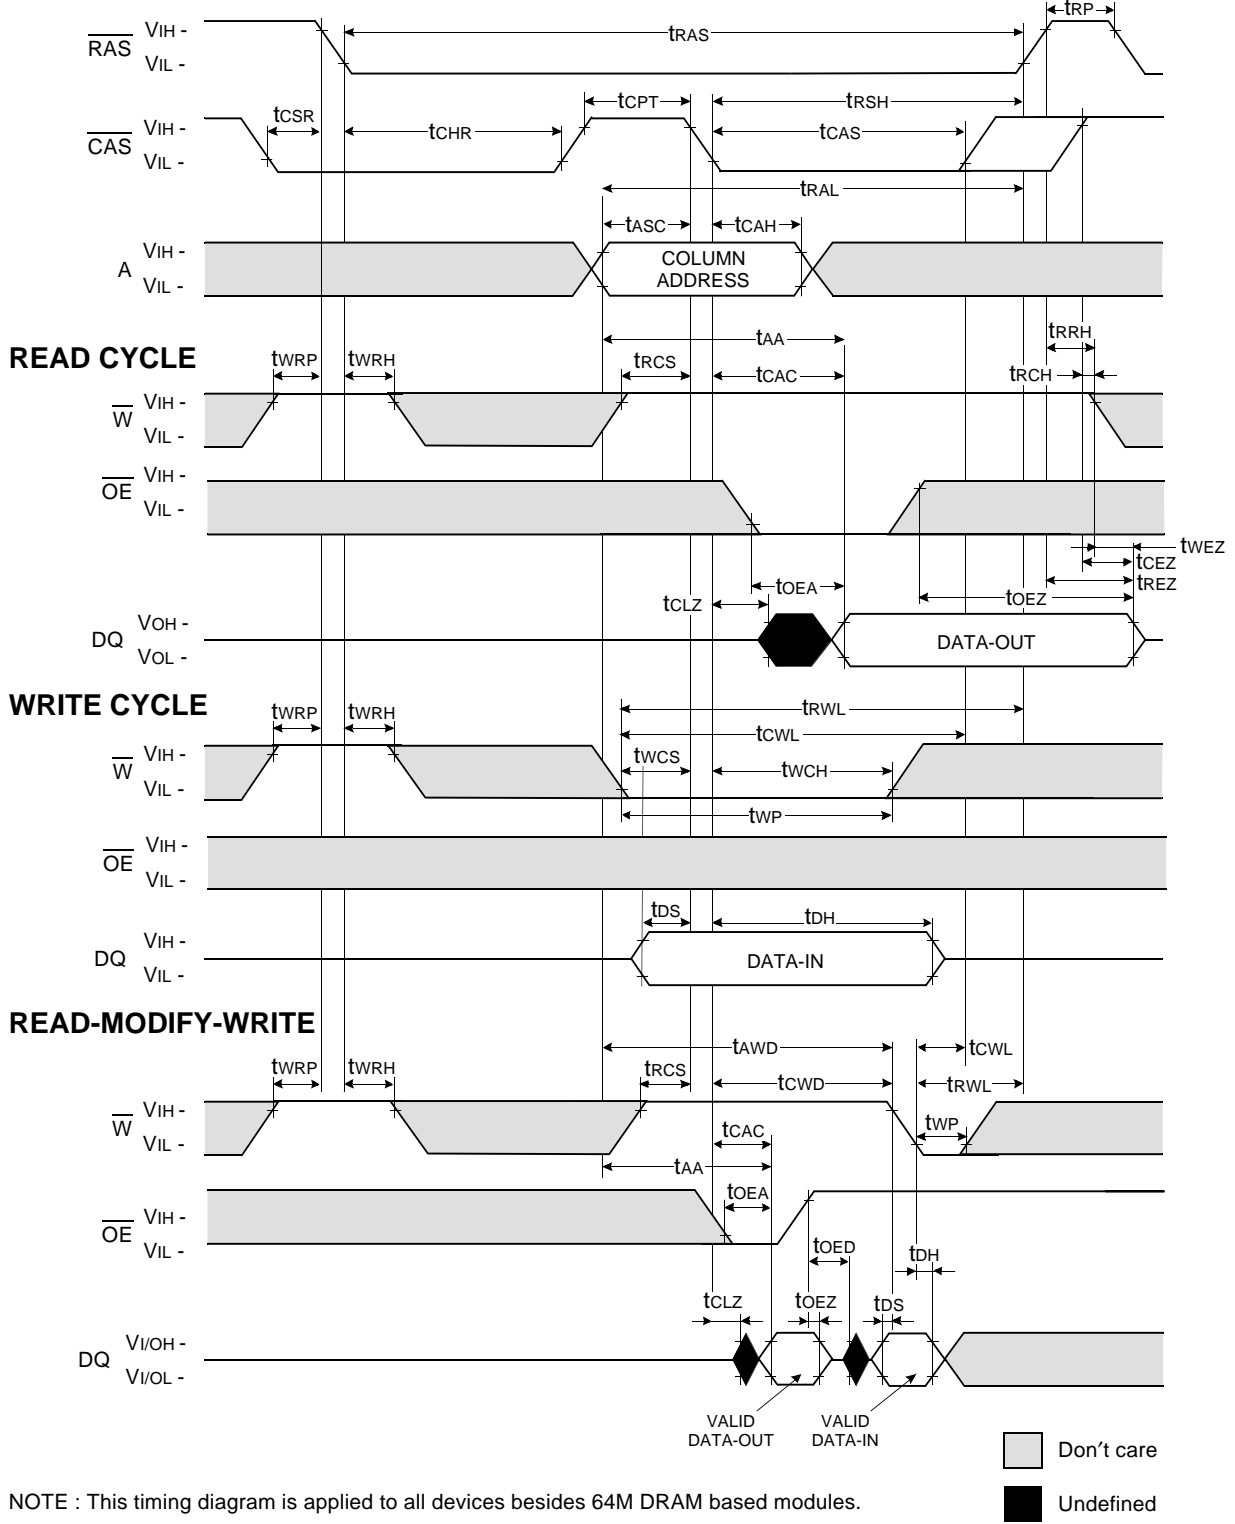 tRP
RAS VIH - tRAS
VIL -
tCPT tRSH
tCSR
CAS VIH - tCHR tCAS
VIL -
tRAL
tASC tCAH
A VIH - COLUMN
VIL - ADDRESS
tRRH
tAA
READ CYCLE tWRP tWRH tRCS tCAC tRCH
W VIH -
VIL -
OE VIH -
VIL -
tWEZ
tCEZ
tOEA tREZ
tCLZ tOEZ
DQ VOH - DATA-OUT
VOL -
WRITE CYCLE tWRP tWRH tRWL
tCWL
W VIH - tWCS tWCH
VIL -
tWP
OE VIH -
VIL -
tDS tDH
DQ VIH - DATA-IN
VIL -
READ-MODIFY-WRITE
tAWD tCWL
tWRP tWRH tRCS tCWD tRWL
W VIH - tWP
VIL - tCAC
tAA
tOEA
OE VIH -
VIL - tOED tDH
tCLZ tOEZ tDS
DQ VI/OH -
VI/OL -
VALID VALID
DATA-OUT DATA-IN
Don't care
NOTE : This timing diagram is applied to all devices besides 64M DRAM based modules.
Undefined